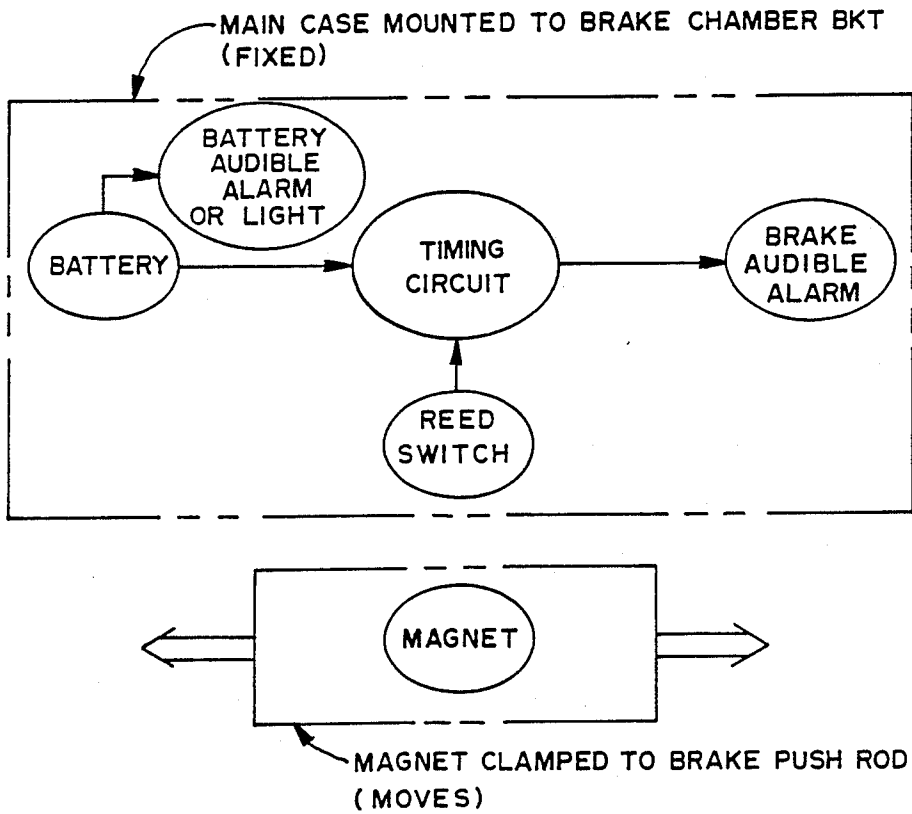 MAIN CASE MOUNTED TO BRAKE CHAMBER BKT
(FIXED)
BATTERY
AUDIBLE
ALARM
OR LIGHT
BATTERY
TIMING
CIRCUIT
BRAKE
AUDIBLE
ALARM
REED
SWITCH
MAGNET
MAGNET CLAMPED TO BRAKE PUSH ROD
(MOVES)